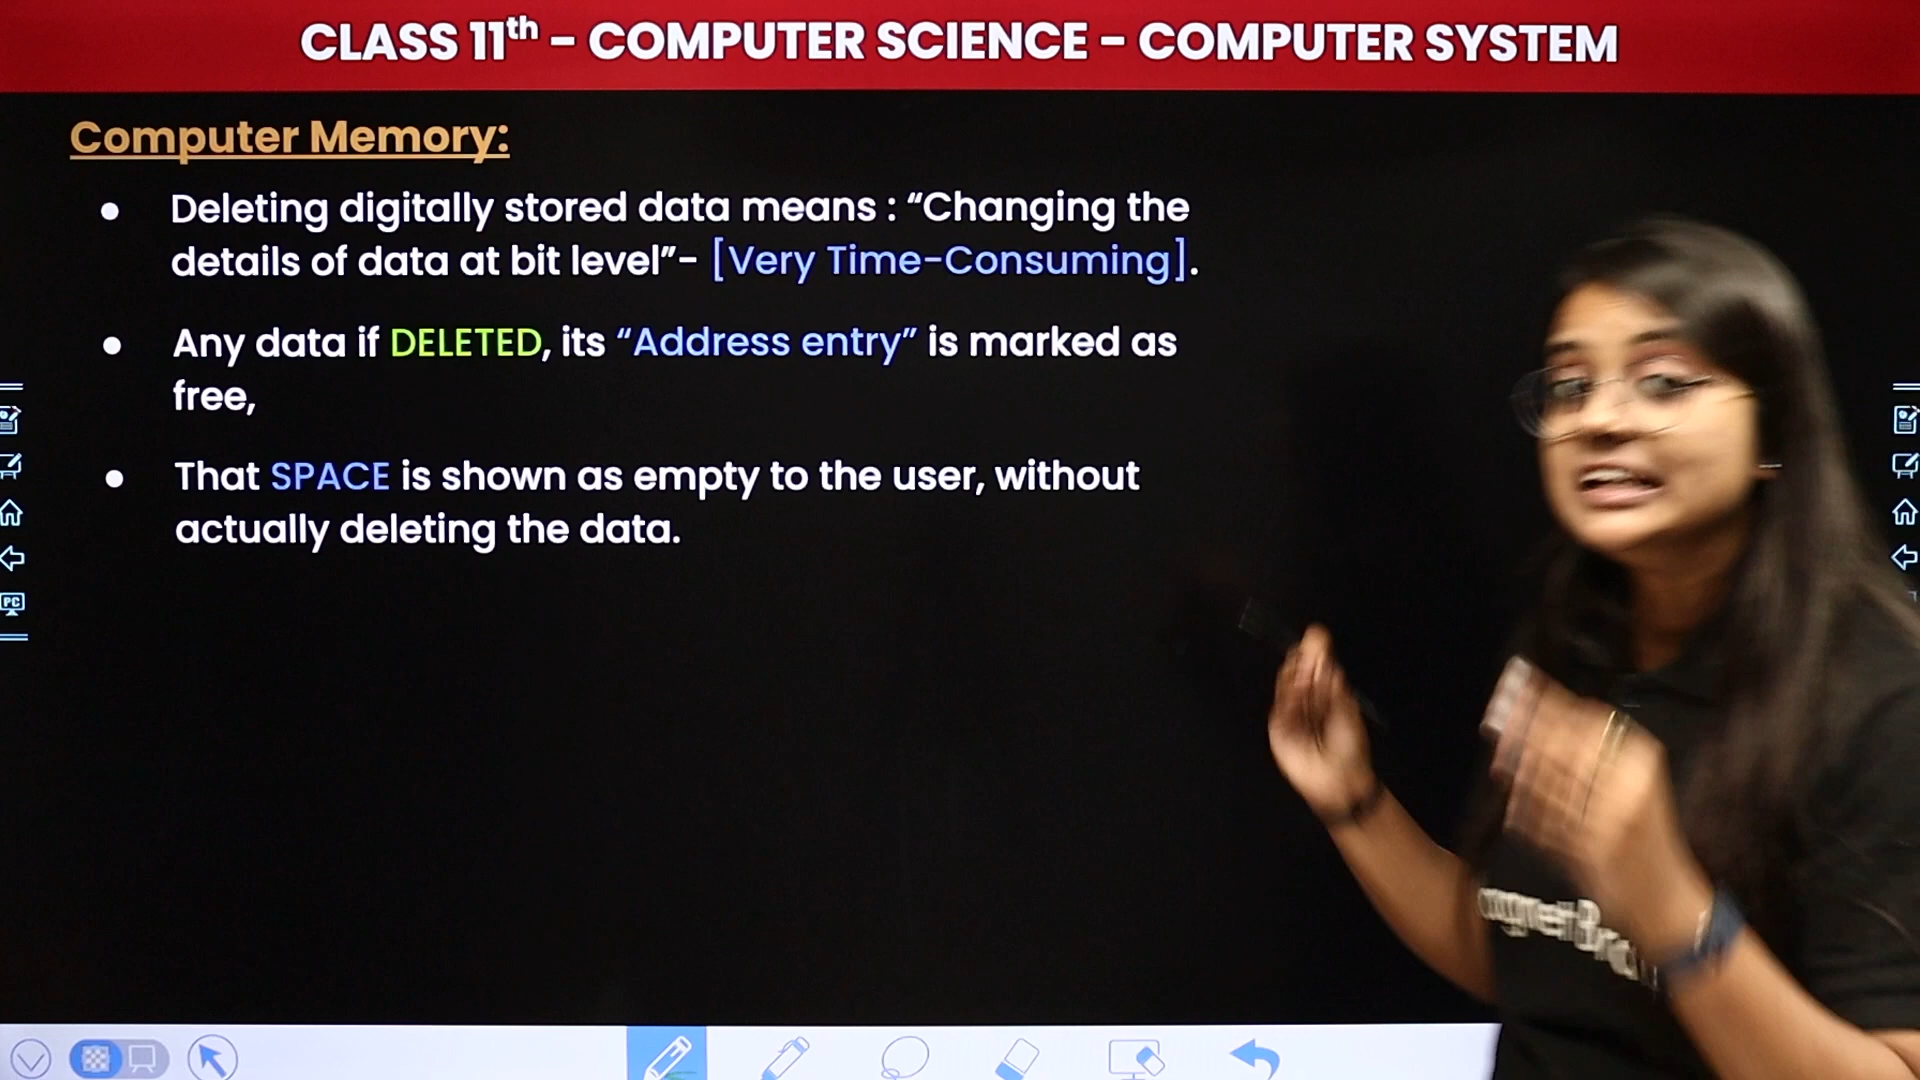 CLASS 11th - COMPUTER SCIENCE - COMPUTER SYSTEM
Computer Memory:
● Deleting digitally stored data means : “Changing the
details of data at bit level”- [Very Time-Consuming].
● Any data if DELETED, its “Address entry” is marked as
free,
● That SPACE is shown as empty to the user, without
actually deleting the data.
PC